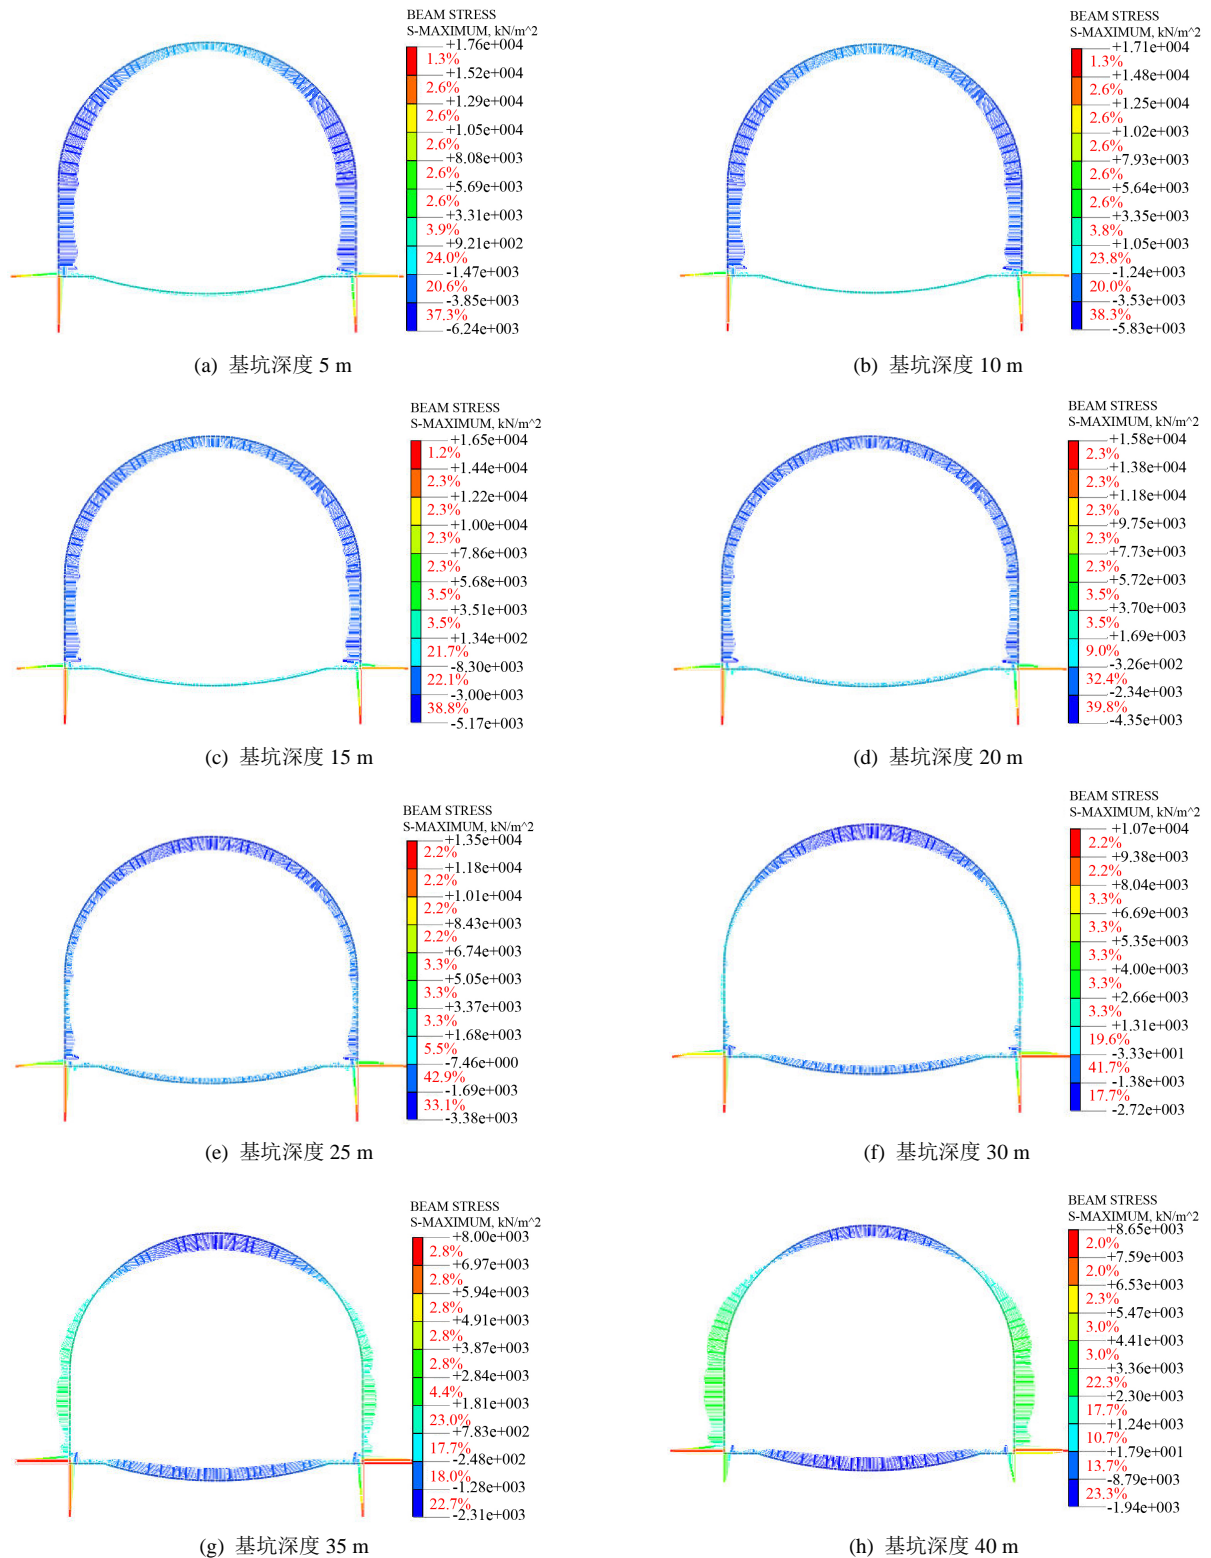 BEAM STRESS
S-MAXIMUM, kN/m^2
+1.76e+004
1.3%
+1.52e+004
2.6%
+1.29e+004
2.6%
+1.05e+004
2.6%
+8.08e+003
2.6%
+5.69e+003
2.6%
+3.31e+003
3.9%
+9.21e+002
24.0%
-1.47e+003
20.6%
-3.85e+003
37.3%
-6.24e+003
(a) 基坑深度 5 m
BEAM STRESS
S-MAXIMUM, kN/m^2
+1.71e+004
1.3%
+1.48e+004
2.6%
+1.25e+004
2.6%
+1.02e+004
2.6%
+7.93e+003
2.6%
+5.64e+003
2.6%
+3.35e+003
3.8%
+1.05e+003
23.8%
-1.24e+003
20.0%
-3.53e+003
38.3%
-5.83e+003
(b) 基坑深度 10 m
BEAM STRESS
S-MAXIMUM, kN/m^2
+1.65e+004
1.2%
+1.44e+004
2.3%
+1.22e+004
2.3%
+1.00e+004
2.3%
+7.86e+003
2.3%
+5.68e+003
3.5%
+3.51e+003
3.5%
+1.34e+002
21.7%
-8.30e+003
22.1%
-3.00e+003
38.8%
-5.17e+003
(c) 基坑深度 15 m
BEAM STRESS
S-MAXIMUM, kN/m^2
+1.58e+004
2.3%
+1.38e+004
2.3%
+1.18e+004
2.3%
+9.75e+003
2.3%
+7.73e+003
2.3%
+5.72e+003
3.5%
+3.70e+003
3.5%
+1.69e+003
9.0%
-3.26e+002
32.4%
-2.34e+003
39.8%
-4.35e+003
(d) 基坑深度 20 m
BEAM STRESS
S-MAXIMUM, kN/m^2
+1.35e+004
2.2%
+1.18e+004
2.2%
+1.01e+004
2.2%
+8.43e+003
2.2%
+6.74e+003
3.3%
+5.05e+003
3.3%
+3.37e+003
3.3%
+1.68e+003
5.5%
-7.46e+000
42.9%
-1.69e+003
33.1%
-3.38e+003
(e) 基坑深度 25 m
BEAM STRESS
S-MAXIMUM, kN/m^2
+1.07e+004
2.2%
+9.38e+003
2.2%
+8.04e+003
3.3%
+6.69e+003
3.3%
+5.35e+003
3.3%
+4.00e+003
3.3%
+2.66e+003
3.3%
+1.31e+003
19.6%
-3.33e+001
41.7%
-1.38e+003
17.7%
-2.72e+003
(f) 基坑深度 30 m
BEAM STRESS
S-MAXIMUM, kN/m^2
+8.00e+003
2.8%
+6.97e+003
2.8%
+5.94e+003
2.8%
+4.91e+003
2.8%
+3.87e+003
2.8%
+2.84e+003
4.4%
+1.81e+003
23.0%
+7.83e+002
17.7%
-2.48e+002
18.0%
-1.28e+003
22.7%
-2.31e+003
(g) 基坑深度 35 m
BEAM STRESS
S-MAXIMUM, kN/m^2
+8.65e+003
2.0%
+7.59e+003
2.0%
+6.53e+003
2.3%
+5.47e+003
3.0%
+4.41e+003
3.0%
+3.36e+003
22.3%
+2.30e+003
17.7%
+1.24e+003
10.7%
+1.79e+001
13.7%
-8.79e+003
23.3%
-1.94e+003
(h) 基坑深度 40 m